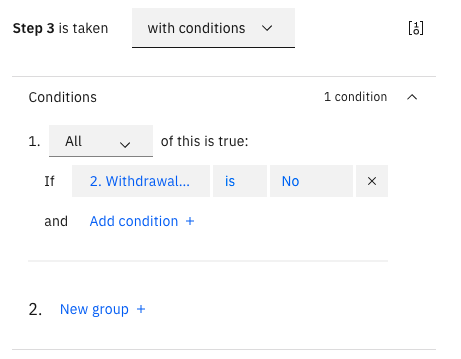 Step 3 is taken with conditions
Conditions 1 condition
1. All of this is true:
If 2. Withdrawal... is No ×
and Add condition +
2. New group +